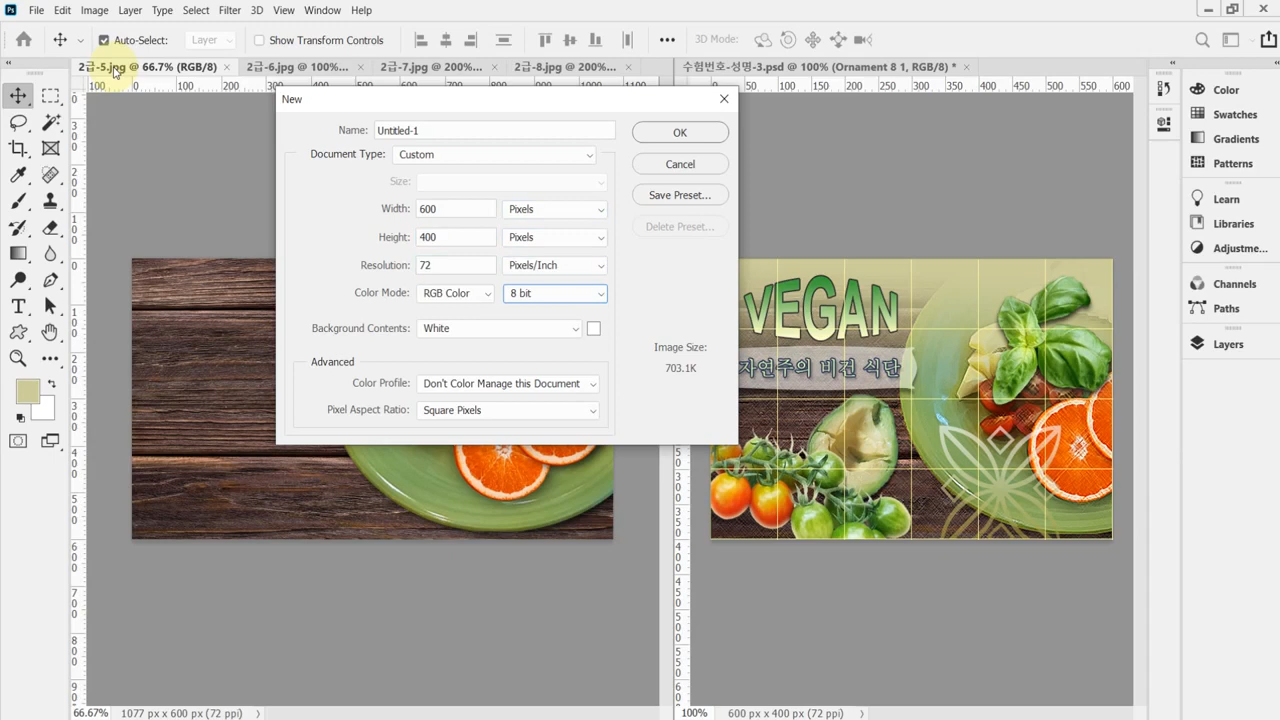 Ps File Edit Image Layer Type Select Filter 3D View Window Help
Auto-Select: Layer Show Transform Controls 3D Mode:
2급-5.jpg @ 66.7% (RGB/8) × 2급-6.jpg @ 100%... × 2급-7.jpg @ 200%... × 2급-8.jpg @ 200%... × 수험번호-성명-3.psd @ 100% (Ornament 8 1, RGB/8) * ×
New
Name: Untitled-1
OK
Document Type: Custom
Cancel
Size:
Save Preset...
Width: 600 Pixels
Delete Preset...
Height: 400 Pixels
Resolution: 72 Pixels/Inch
Color Mode: RGB Color 8 bit
Background Contents: White
Image Size:
703.1K
Advanced
Color Profile: Don't Color Manage this Document
Pixel Aspect Ratio: Square Pixels
VEGAN
자연주의 비건 식단
Color
Swatches
Gradients
Patterns
Learn
Libraries
Adjustme...
Channels
Paths
Layers
66.67% 1077 px x 600 px (72 ppi)
100% 600 px x 400 px (72 ppi)